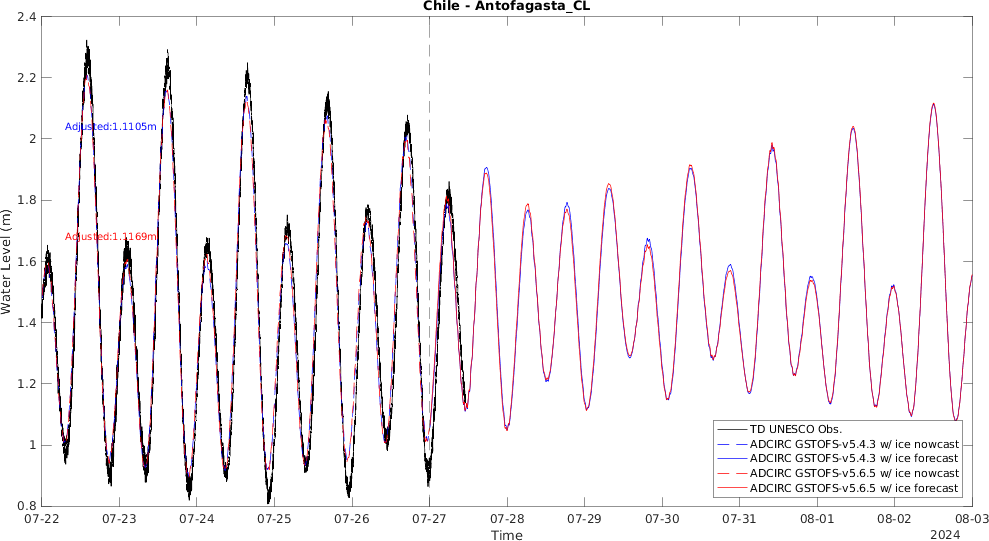 Chile - Antofagasta_CL
2.4
2.2
2
1.8
1.6
1.4
1.2
1
0.8
Water Level (m)
Adjusted:1.1105m
Adjusted:1.1169m
TD UNESCO Obs.
ADCIRC GSTOFS-v5.4.3 w/ ice nowcast
ADCIRC GSTOFS-v5.4.3 w/ ice forecast
ADCIRC GSTOFS-v5.6.5 w/ ice nowcast
ADCIRC GSTOFS-v5.6.5 w/ ice forecast
07-22 07-23 07-24 07-25 07-26 07-27 07-28 07-29 07-30 07-31 08-01 08-02 08-03
Time
2024